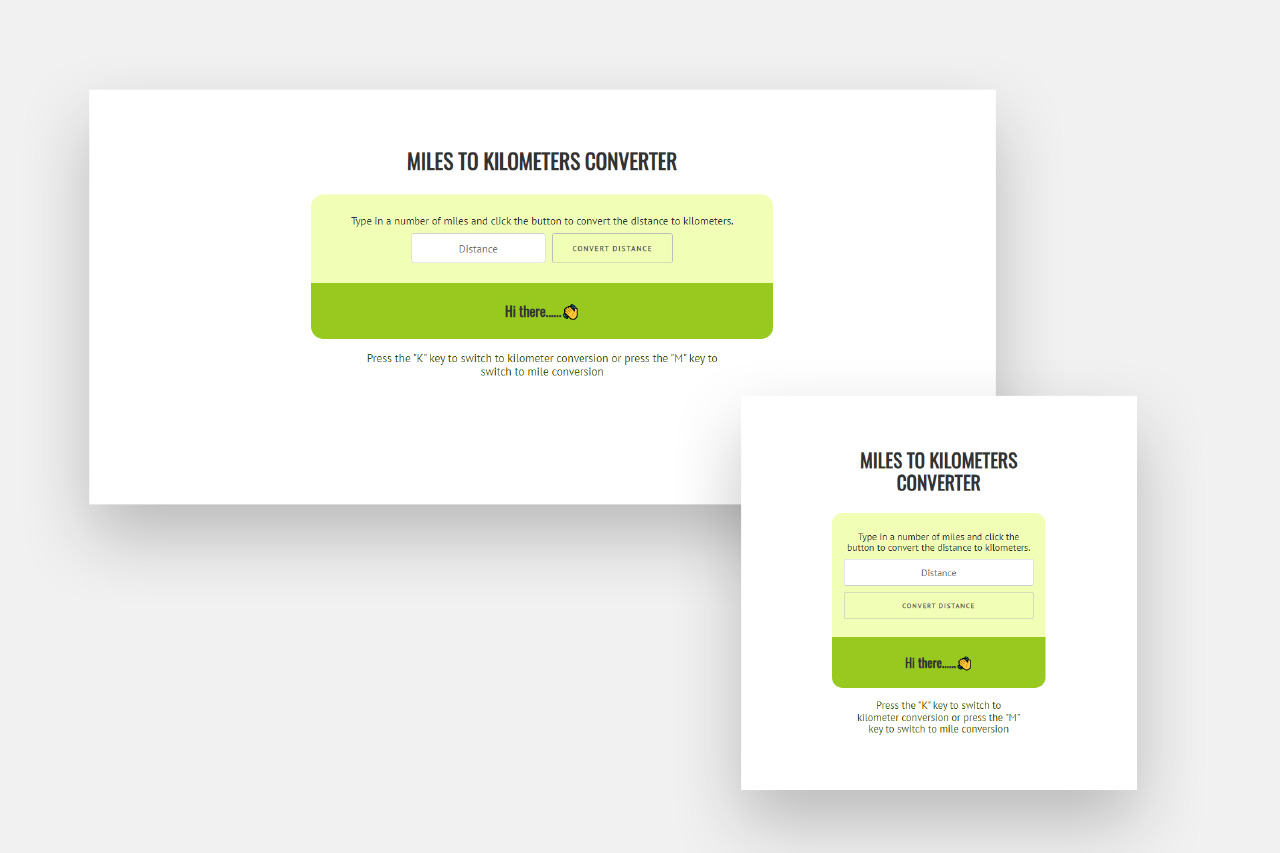 MILES TO KILOMETERS CONVERTER
Type in a number of miles and click the button to convert the distance to kilometers.
Distance
CONVERT DISTANCE
Hi there......👏
Press the "K" key to switch to kilometer conversion or press the "M" key to
switch to mile conversion
MILES TO KILOMETERS
CONVERTER
Type in a number of miles and click the
button to convert the distance to kilometers.
Distance
CONVERT DISTANCE
Hi there......👏
Press the "K" key to switch to
kilometer conversion or press the "M"
key to switch to mile conversion